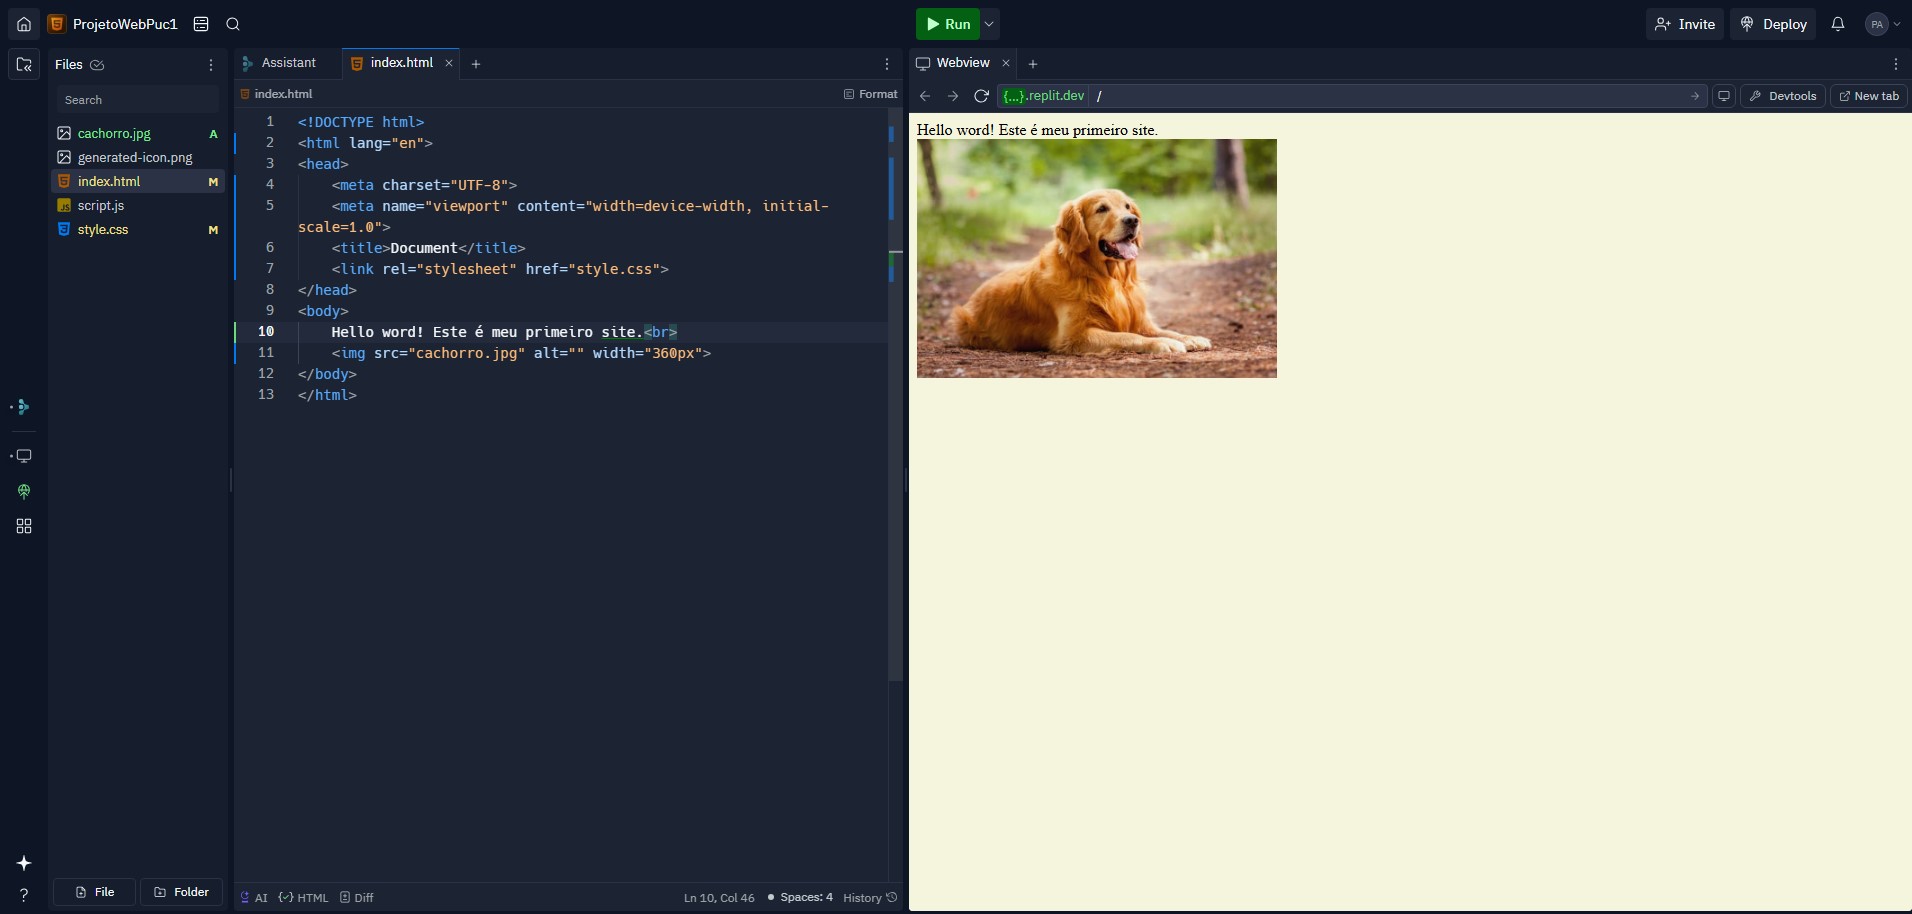 ProjetoWebPuc1
Run
Invite
Deploy
PA
Files
Assistant
index.html
Webview
Search
index.html
Format
{...}.replit.dev
/
Devtools
New tab
cachorro.jpg A
generated-icon.png
index.html M
script.js
style.css M
1 <!DOCTYPE html>
2 <html lang="en">
3 <head>
4 <meta charset="UTF-8">
5 <meta name="viewport" content="width=device-width, initial-
scale=1.0">
6 <title>Document</title>
7 <link rel="stylesheet" href="style.css">
8 </head>
9 <body>
10 Hello word! Este é meu primeiro site.<br>
11 <img src="cachorro.jpg" alt="" width="360px">
12 </body>
13 </html>
Hello word! Este é meu primeiro site.
File
Folder
AI
HTML
Diff
Ln 10, Col 46
Spaces: 4
History
?